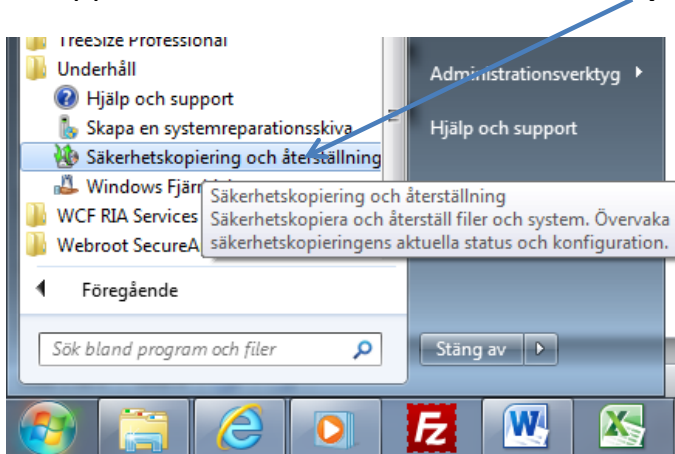 TreeSize Professional
Underhåll
Hjälp och support
Skapa en systemreparationsskiva
Säkerhetskopiering och återställning
Windows
WCF RIA Services
Webroot
Säkerhetskopiering och återställning
Säkerhetskopiera och återställ filer och system. Övervaka
säkerhetskopieringens aktuella status och konfiguration.
Föregående
Sök bland program och filer
Administrationsverktyg
Hjälp och support
Stäng av
Fz
W
X